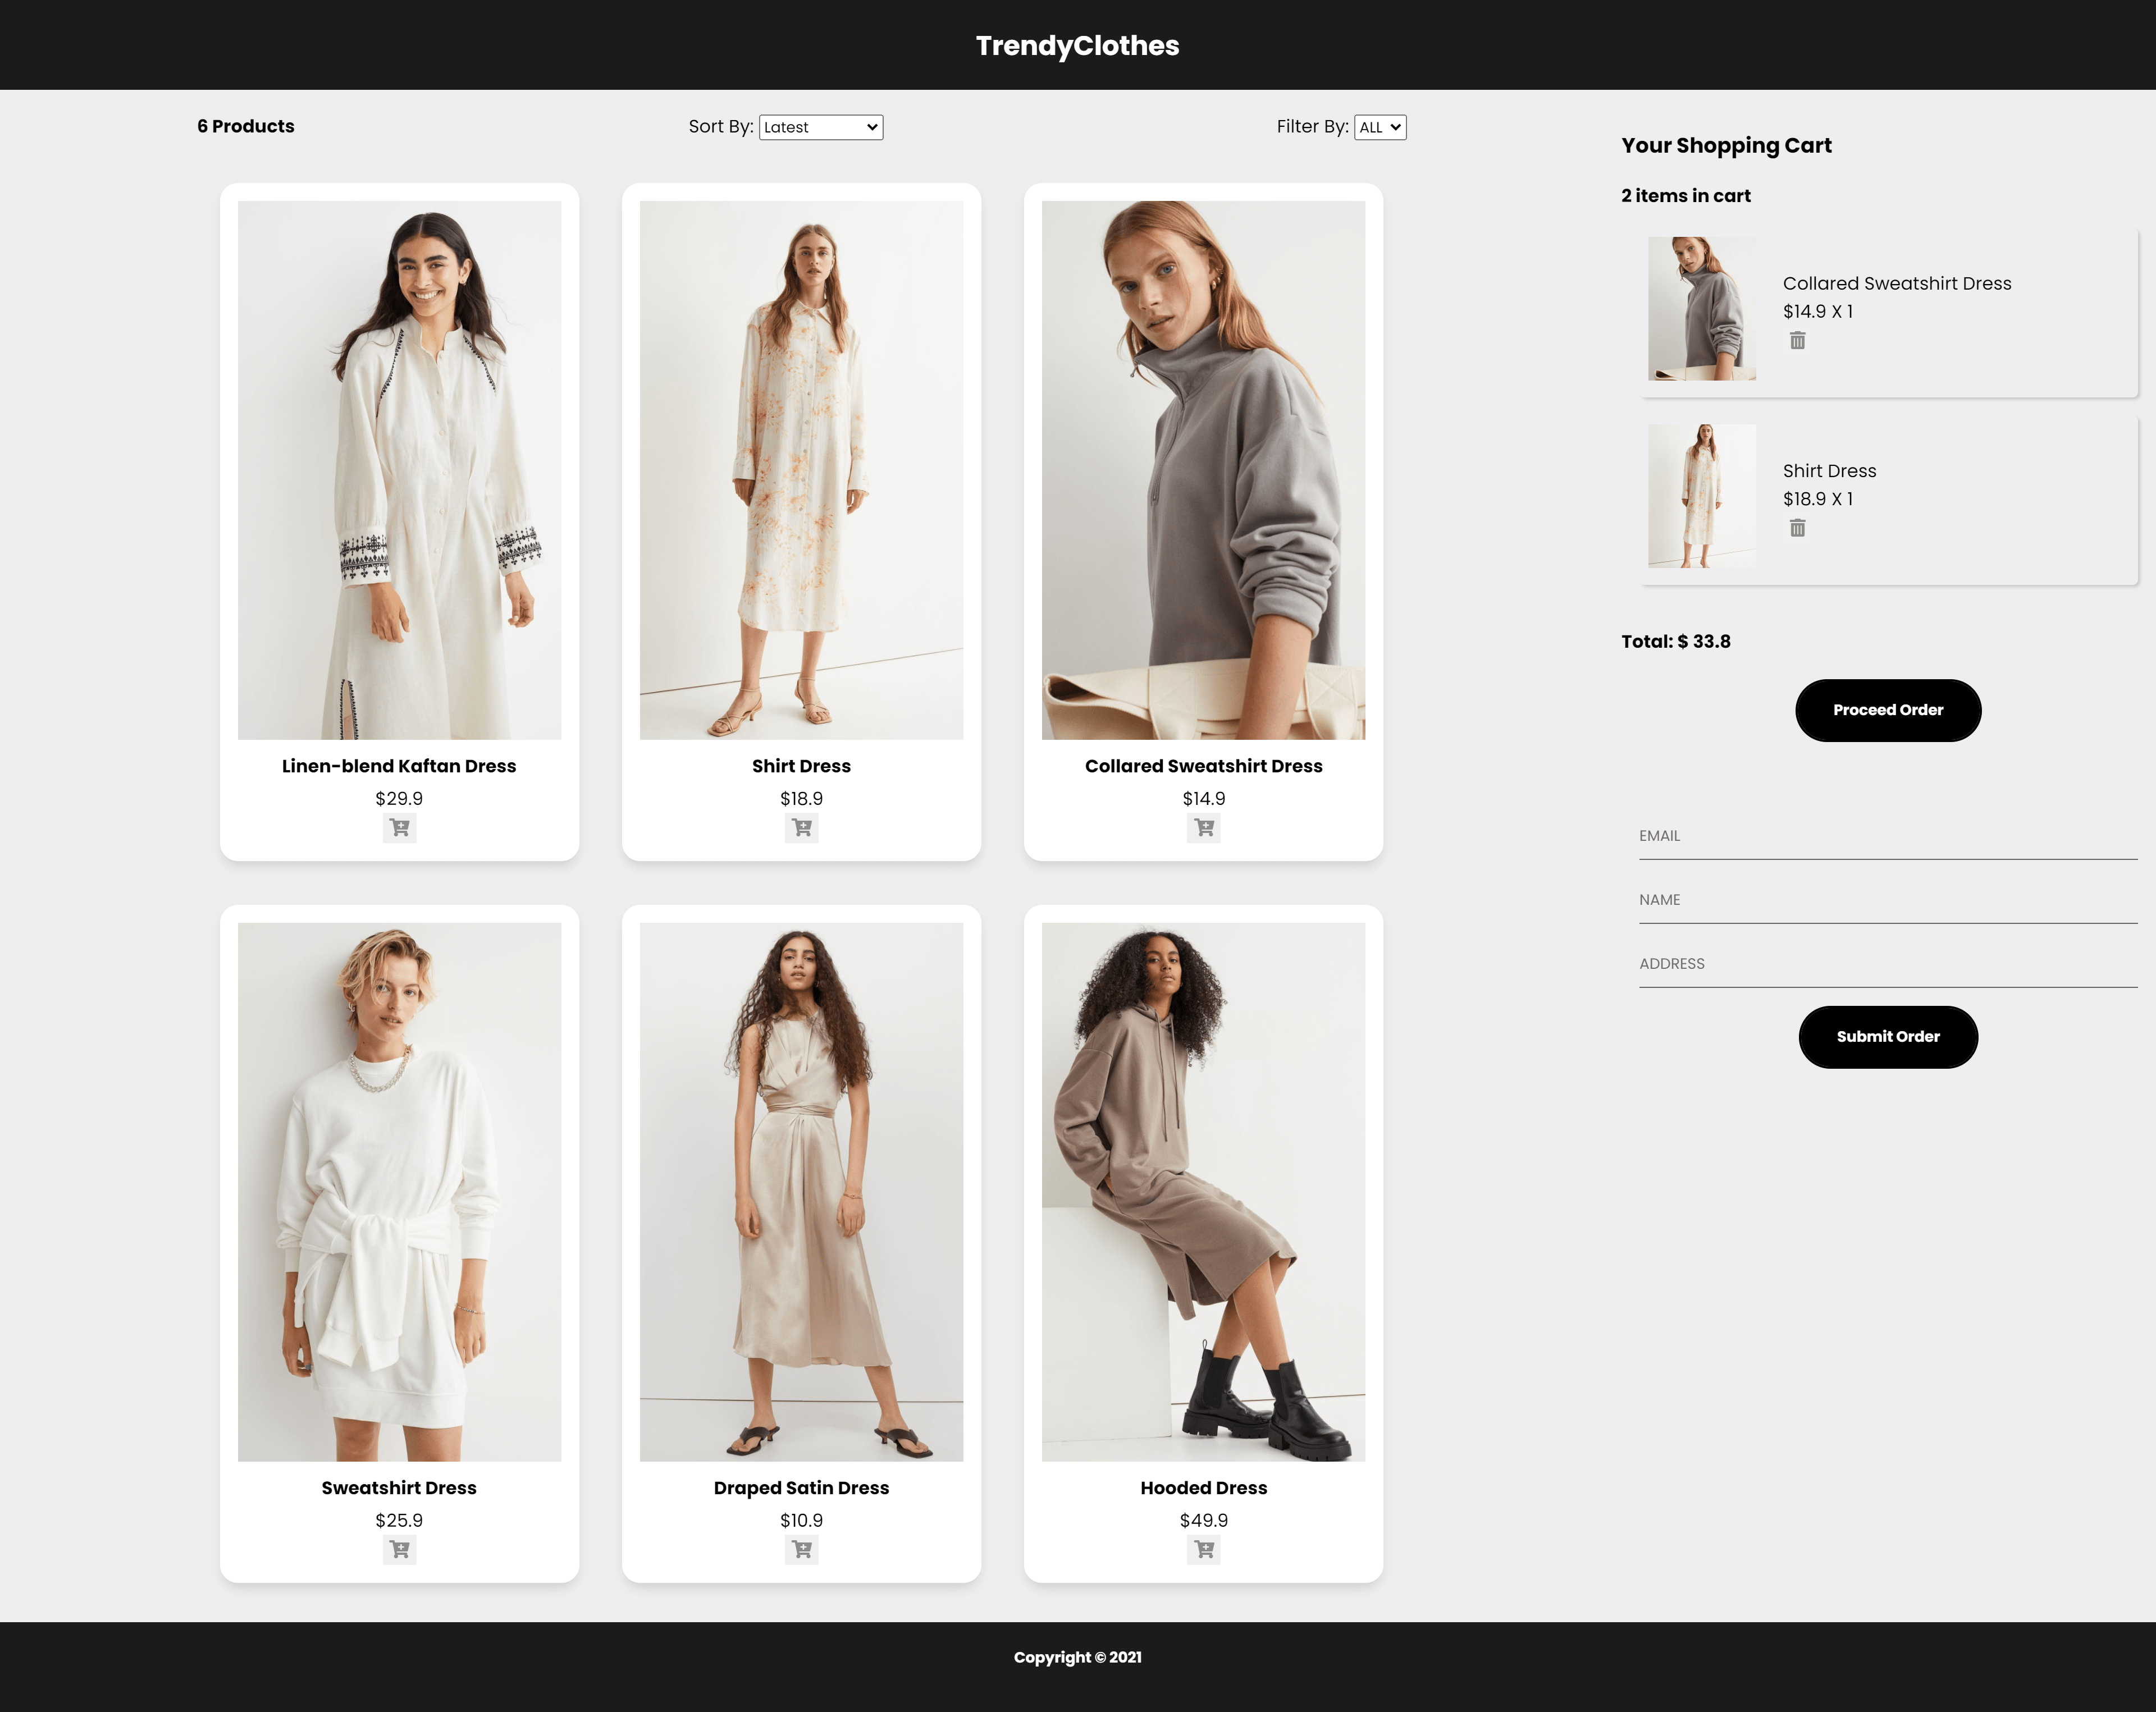 TrendyClothes
6 Products
Sort By: Latest
Filter By: ALL
Linen-blend Kaftan Dress
$29.9
Shirt Dress
$18.9
Collared Sweatshirt Dress
$14.9
Sweatshirt Dress
$25.9
Draped Satin Dress
$10.9
Hooded Dress
$49.9
Your Shopping Cart
2 items in cart
Collared Sweatshirt Dress
$14.9 X 1
Shirt Dress
$18.9 X 1
Total: $ 33.8
Proceed Order
EMAIL
NAME
ADDRESS
Submit Order
Copyright © 2021